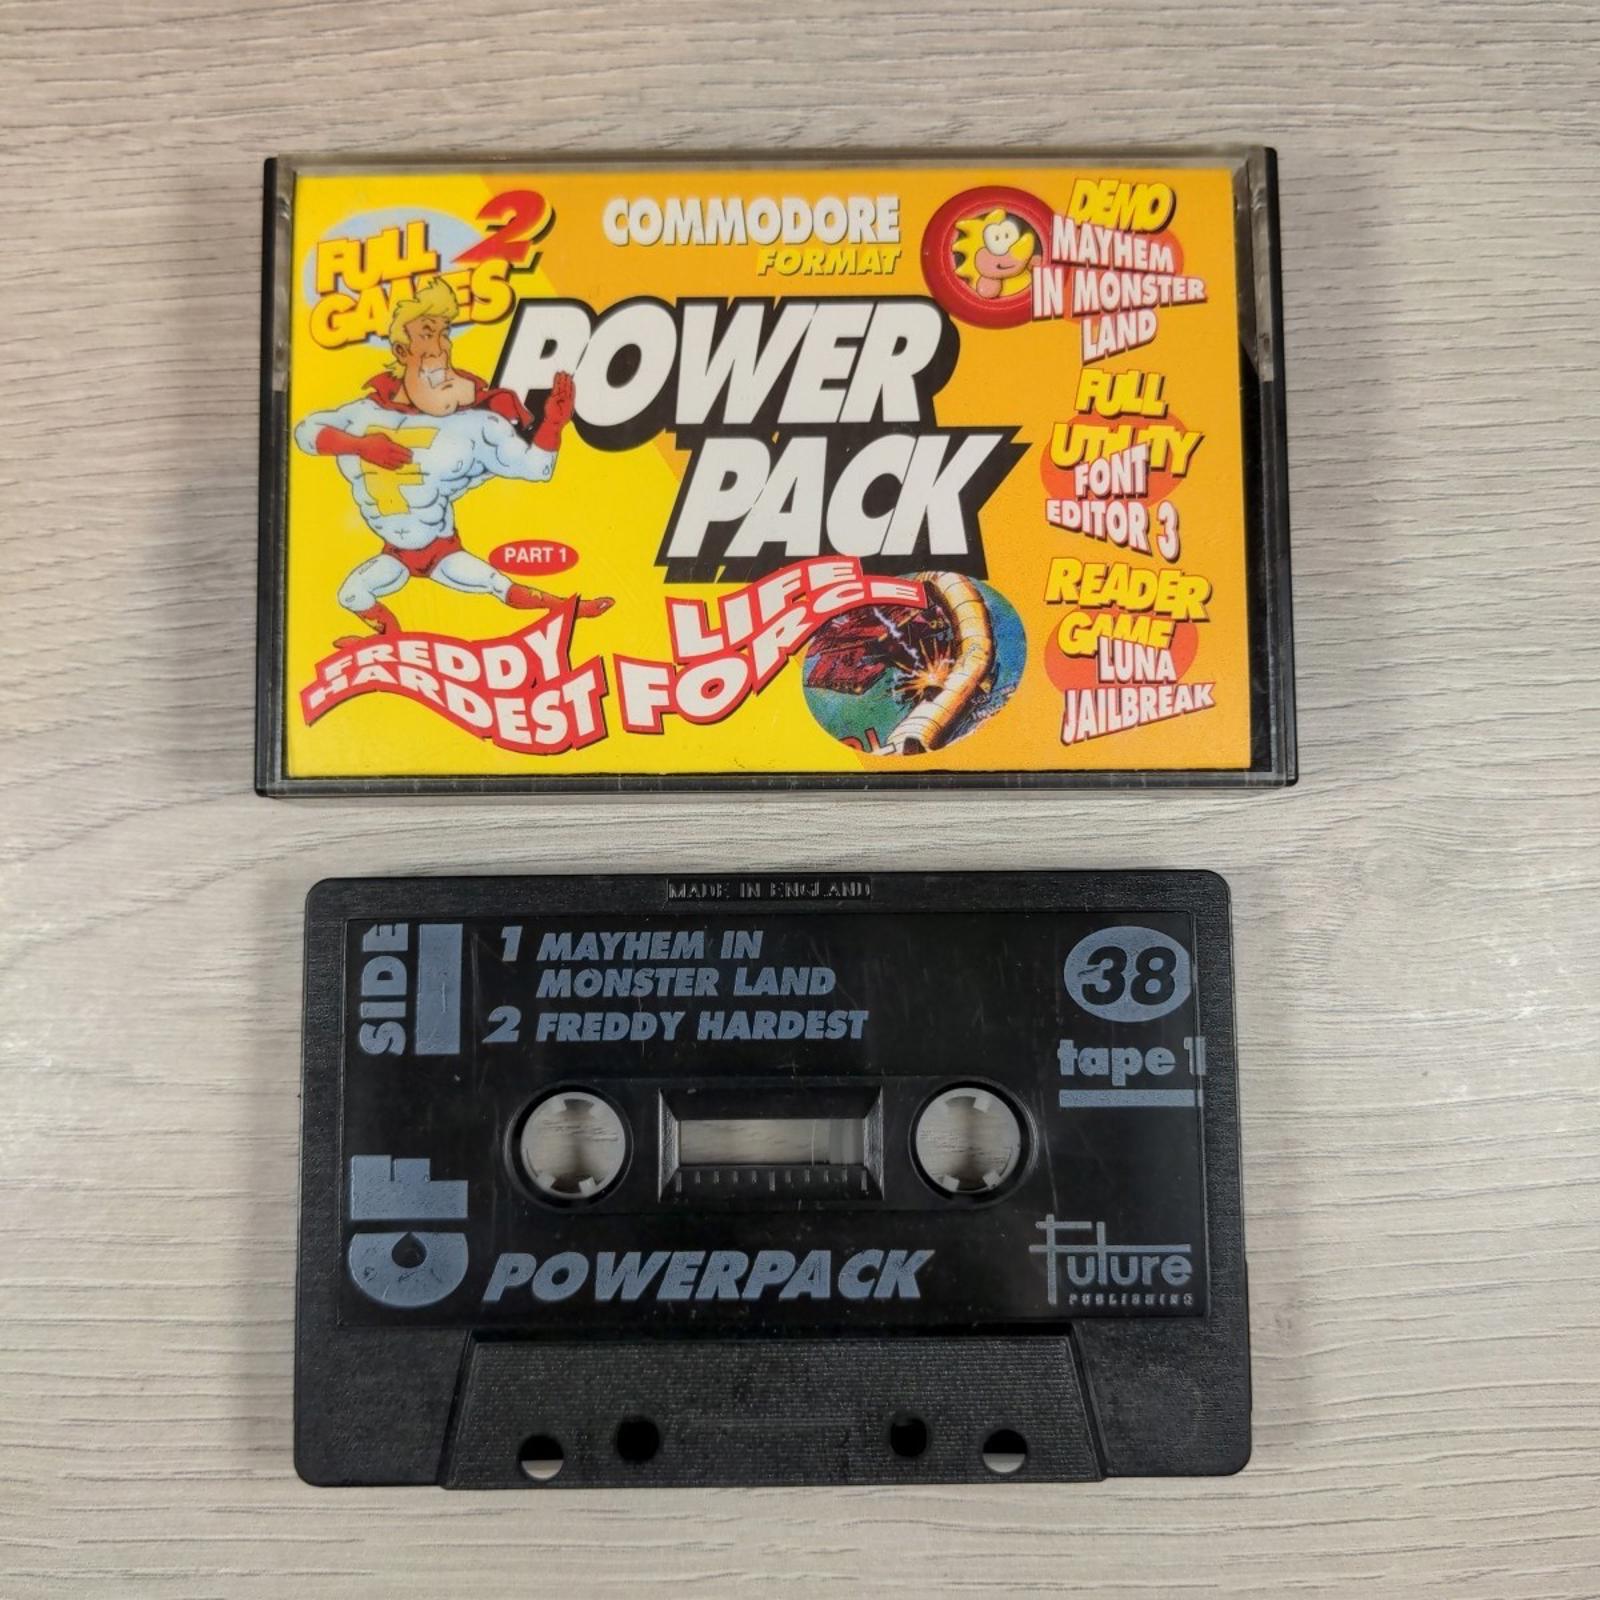 FULL 2
GAMES
COMMODORE
FORMAT
POWER
PACK
PART 1
FREDDY
HARDEST
LIFE
FORCE
DEMO
MAYHEM
IN MONSTER
LAND
FULL
UTILITY
FONT
EDITOR 3
READER
GAME
LUNA
JAILBREAK
MADE IN ENGLAND
SIDE 1
1 MAYHEM IN
MONSTER LAND
2 FREDDY HARDEST
38
tape 1
CF
POWERPACK
Future
PUBLISHING